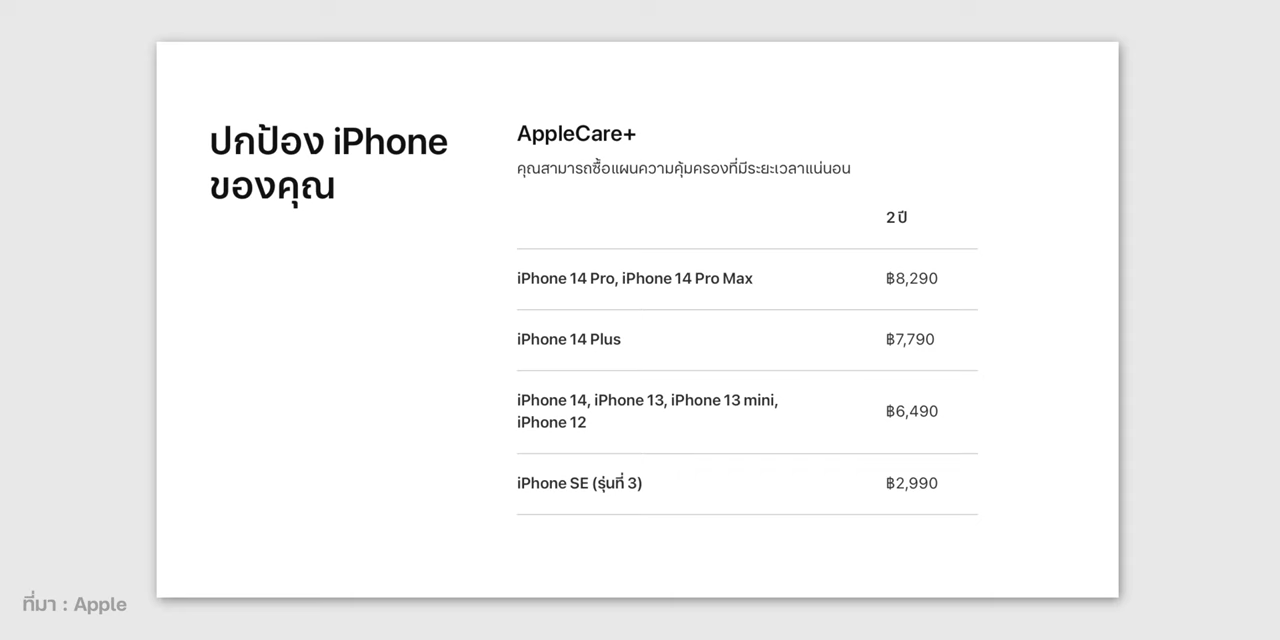 ปกป้อง iPhone
ของคุณ
AppleCare+
คุณสามารถซื้อแผนความคุ้มครองที่มีระยะเวลาแน่นอน
2 ปี
iPhone 14 Pro, iPhone 14 Pro Max ฿8,290
iPhone 14 Plus ฿7,790
iPhone 14, iPhone 13, iPhone 13 mini,
iPhone 12 ฿6,490
iPhone SE (รุ่นที่ 3) ฿2,990
ที่มา : Apple